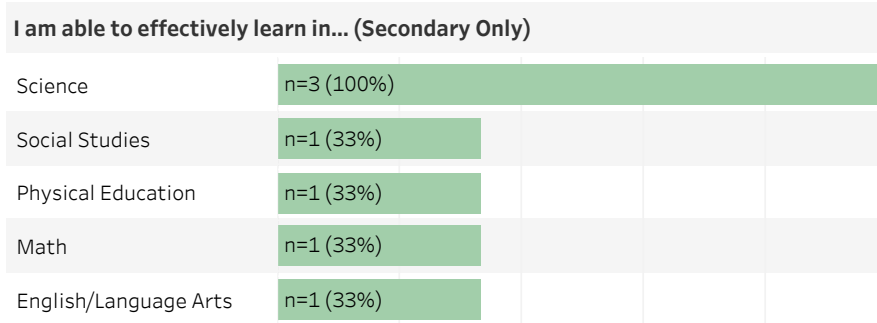 I am able to effectively learn in... (Secondary Only)
Science n=3 (100%)
Social Studies n=1 (33%)
Physical Education n=1 (33%)
Math n=1 (33%)
English/Language Arts n=1 (33%)